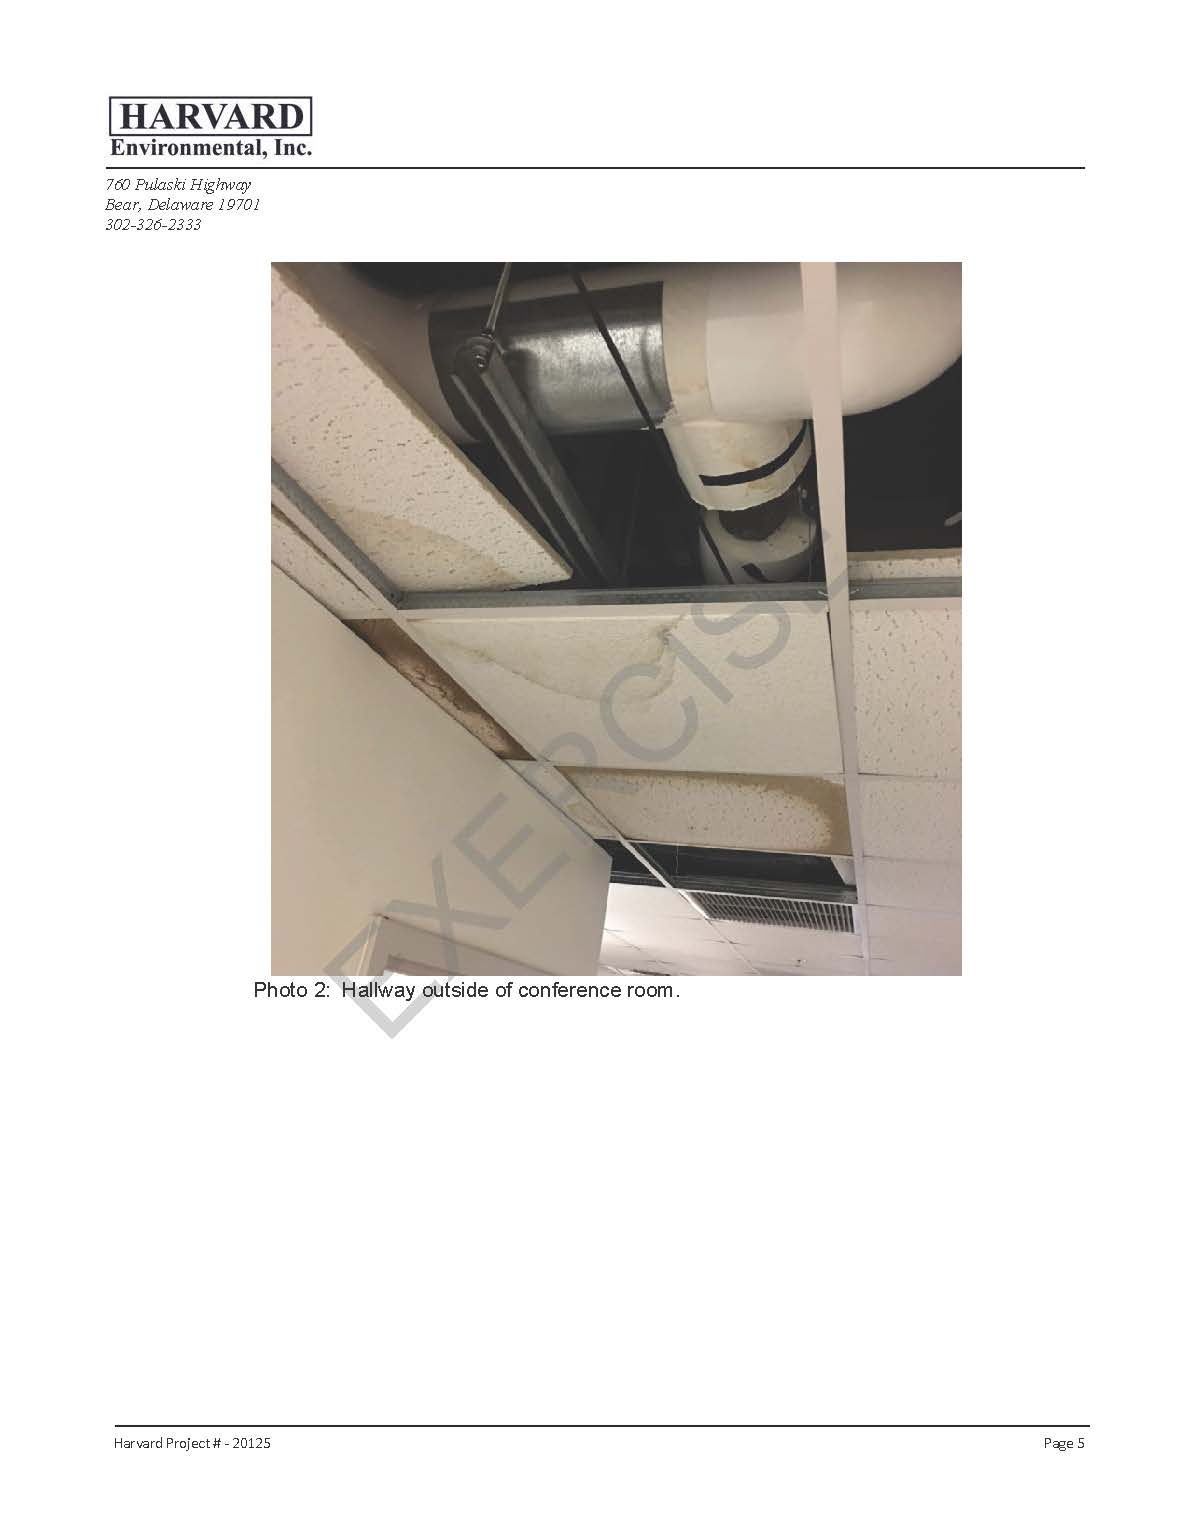 HARVARD
Environmental, Inc.
760 Pulaski Highway
Bear, Delaware 19701
302-326-2333
EXERCISE
Photo 2:  Hallway outside of conference room.
Harvard Project # - 20125
Page 5